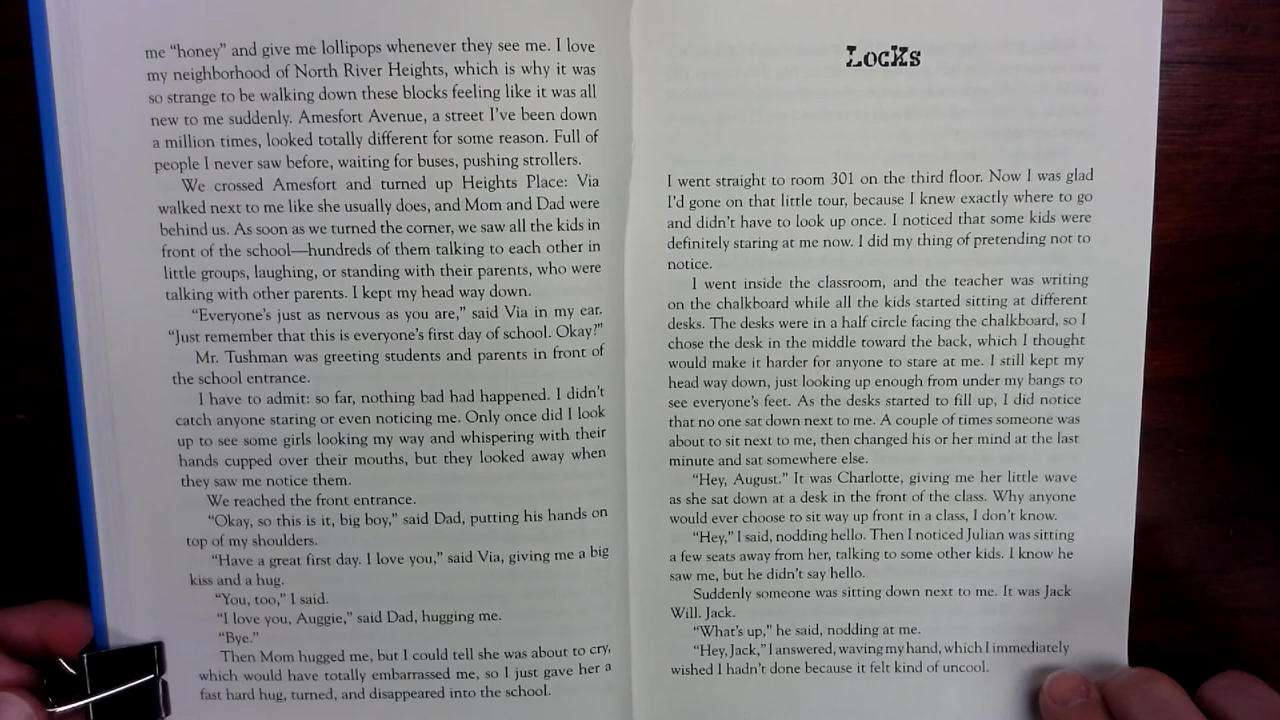 me “honey” and give me lollipops whenever they see me. I love
my neighborhood of North River Heights, which is why it was
so strange to be walking down these blocks feeling like it was all
new to me suddenly. Amesfort Avenue, a street I’ve been down
a million times, looked totally different for some reason. Full of
people I never saw before, waiting for buses, pushing strollers.
We crossed Amesfort and turned up Heights Place: Via
walked next to me like she usually does, and Mom and Dad were
behind us. As soon as we turned the corner, we saw all the kids in
front of the school—hundreds of them talking to each other in
little groups, laughing, or standing with their parents, who were
talking with other parents. I kept my head way down.
“Everyone’s just as nervous as you are,” said Via in my ear.
“Just remember that this is everyone’s first day of school. Okay?”
Mr. Tushman was greeting students and parents in front of
the school entrance.
I have to admit: so far, nothing bad had happened. I didn’t
catch anyone staring or even noticing me. Only once did I look
up to see some girls looking my way and whispering with their
hands cupped over their mouths, but they looked away when
they saw me notice them.
We reached the front entrance.
“Okay, so this is it, big boy,” said Dad, putting his hands on
top of my shoulders.
“Have a great first day. I love you,” said Via, giving me a big
kiss and a hug.
“You, too,” I said.
“I love you, Auggie,” said Dad, hugging me.
“Bye.”
Then Mom hugged me, but I could tell she was about to cry,
which would have totally embarrassed me, so I just gave her a
fast hard hug, turned, and disappeared into the school.
Locks
I went straight to room 301 on the third floor. Now I was glad
I’d gone on that little tour, because I knew exactly where to go
and didn’t have to look up once. I noticed that some kids were
definitely staring at me now. I did my thing of pretending not to
notice.
I went inside the classroom, and the teacher was writing
on the chalkboard while all the kids started sitting at different
desks. The desks were in a half circle facing the chalkboard, so I
chose the desk in the middle toward the back, which I thought
would make it harder for anyone to stare at me. I still kept my
head way down, just looking up enough from under my bangs to
see everyone’s feet. As the desks started to fill up, I did notice
that no one sat down next to me. A couple of times someone was
about to sit next to me, then changed his or her mind at the last
minute and sat somewhere else.
“Hey, August.” It was Charlotte, giving me her little wave
as she sat down at a desk in the front of the class. Why anyone
would ever choose to sit way up front in a class, I don’t know.
“Hey,” I said, nodding hello. Then I noticed Julian was sitting
a few seats away from her, talking to some other kids. I know he
saw me, but he didn’t say hello.
Suddenly someone was sitting down next to me. It was Jack
Will. Jack.
“What’s up,” he said, nodding at me.
“Hey, Jack,” I answered, waving my hand, which I immediately
wished I hadn’t done because it felt kind of uncool.